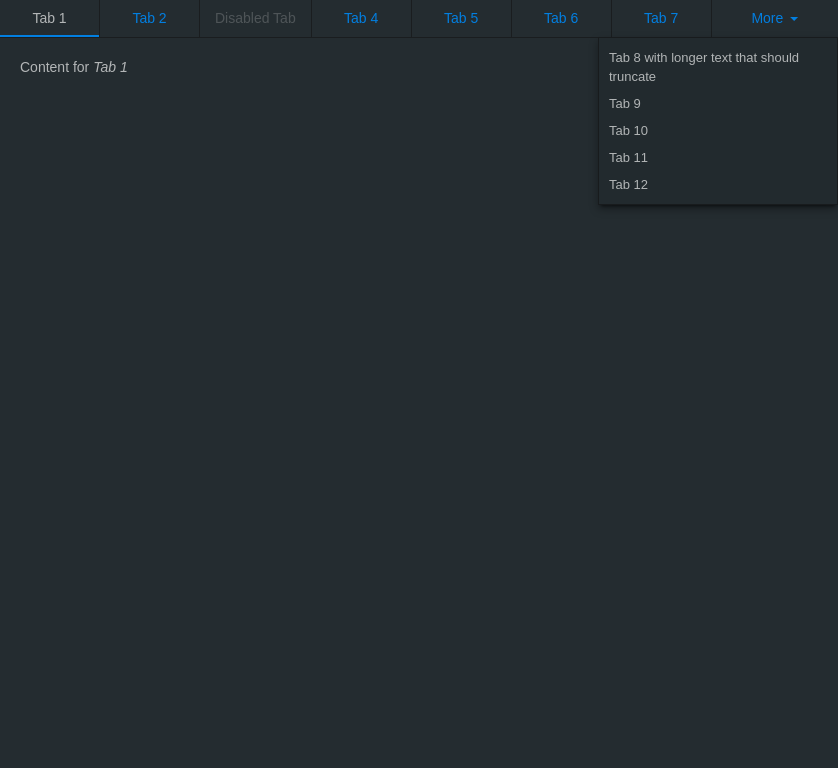 Tab 1 Tab 2 Disabled Tab Tab 4 Tab 5 Tab 6 Tab 7 More
Content for Tab 1
Tab 8 with longer text that should
truncate
Tab 9
Tab 10
Tab 11
Tab 12